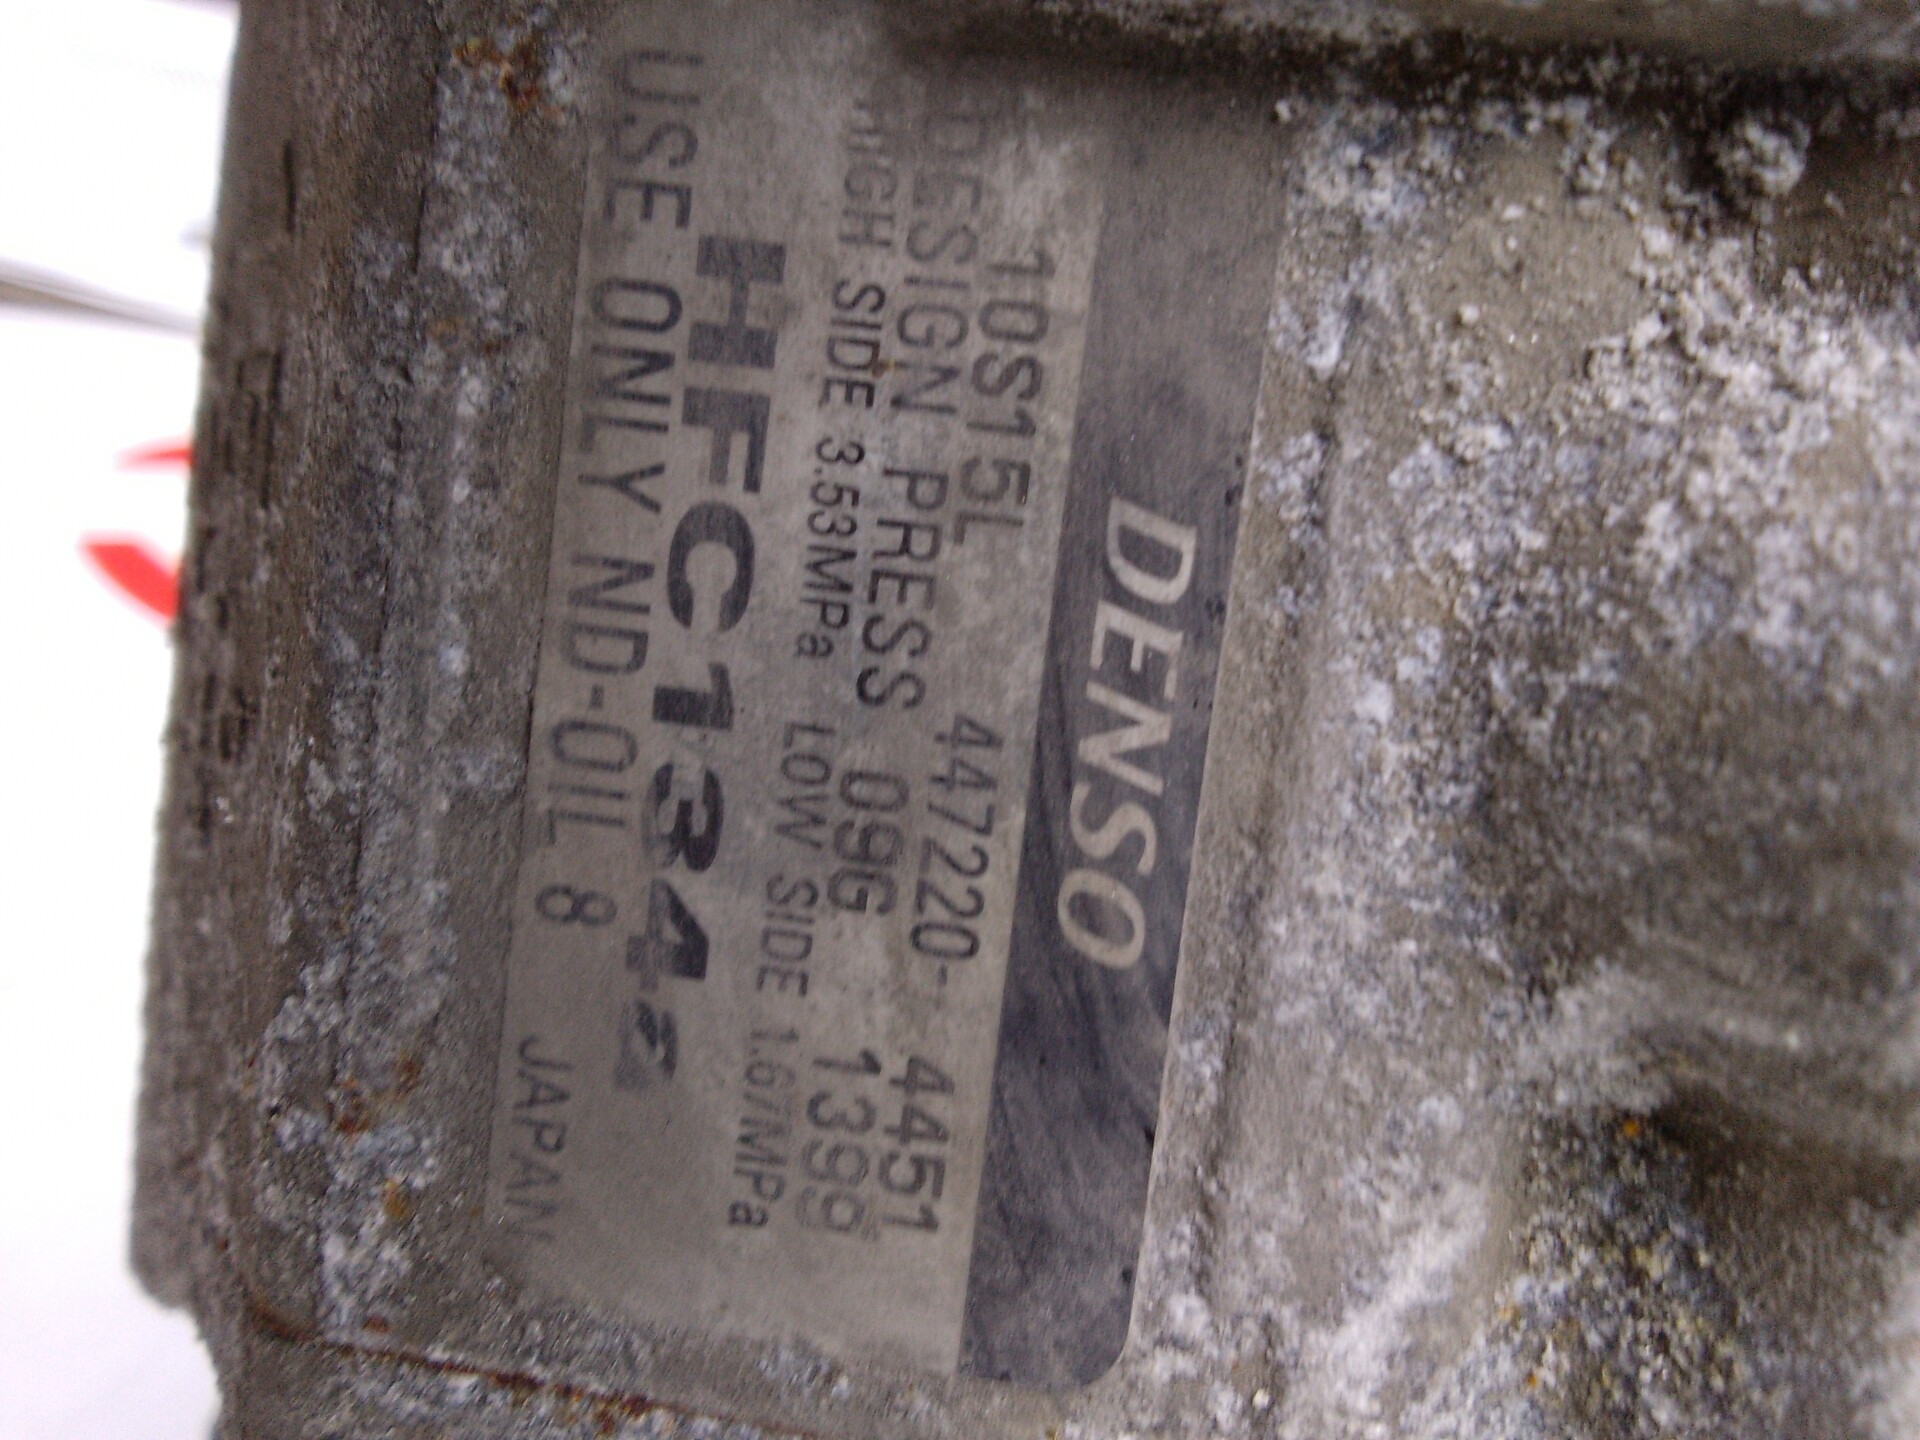 DENSO
10S15L 447220-4451
DESIGN PRESS 09G 1399
HIGH SIDE 3.53MPa LOW SIDE 1.67MPa
HFC134a
USE ONLY ND-OIL 8 JAPAN